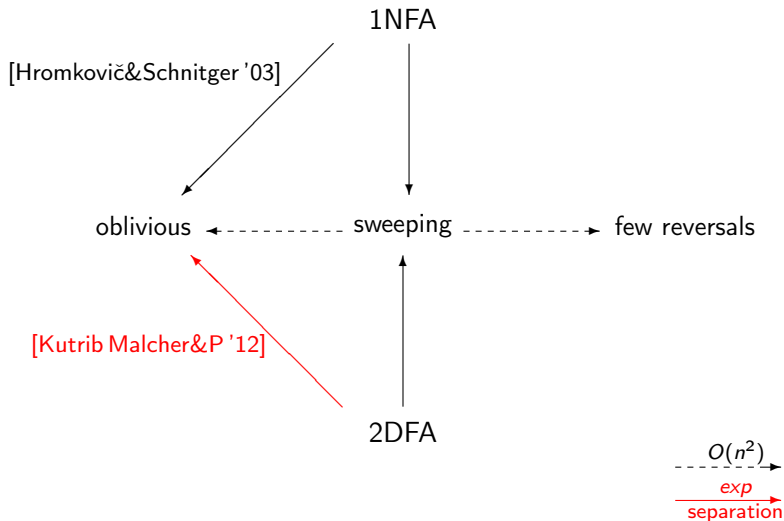 1NFA
[Hromkovič&Schnitger '03]
oblivious
sweeping
few reversals
[Kutrib Malcher&P '12]
2DFA
O(n²)
exp
separation